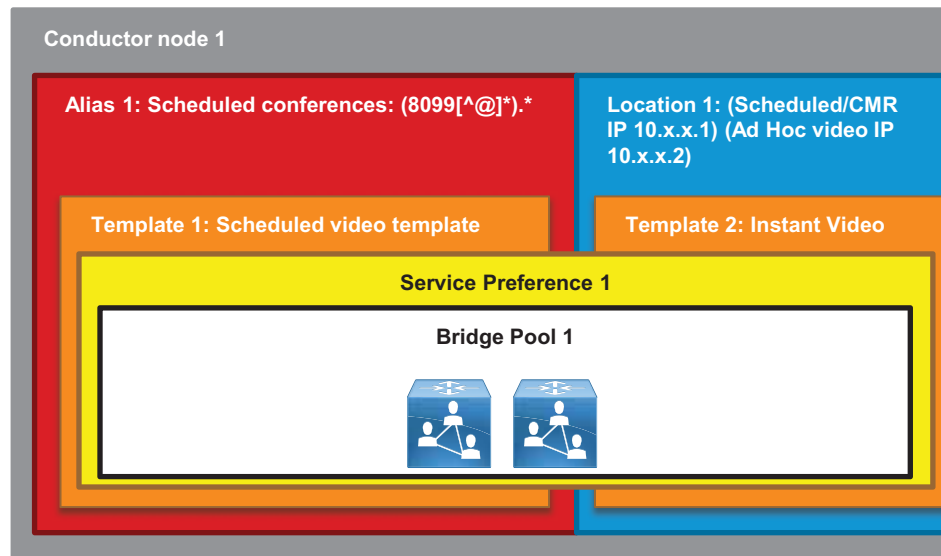 Conductor node 1
Alias 1: Scheduled conferences: (8099[^@]*).*
Location 1: (Scheduled/CMR
IP 10.x.x.1) (Ad Hoc video IP
10.x.x.2)
Template 1: Scheduled video template
Template 2: Instant Video
Service Preference 1
Bridge Pool 1